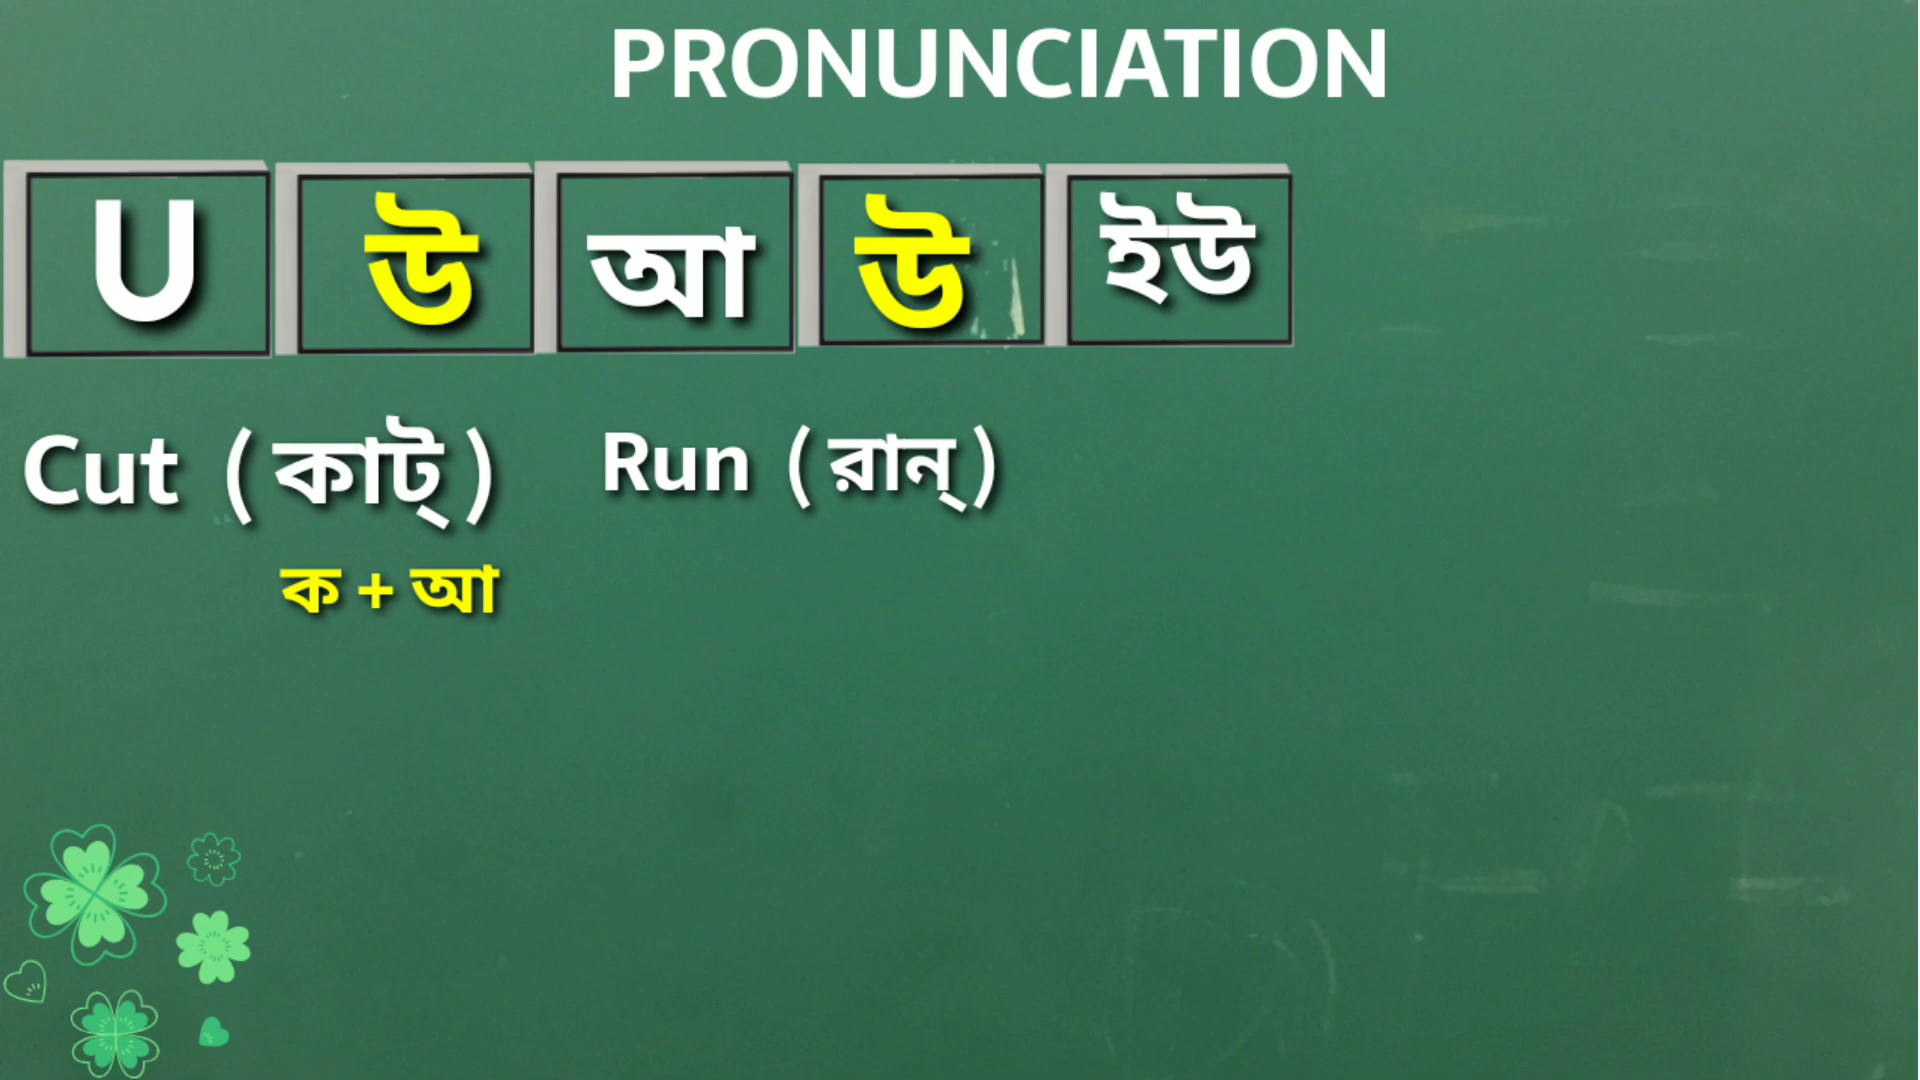 PRONUNCIATION
U উ আ উ ইউ
Cut ( কাট্ ) Run ( রান্ )
ক + আ